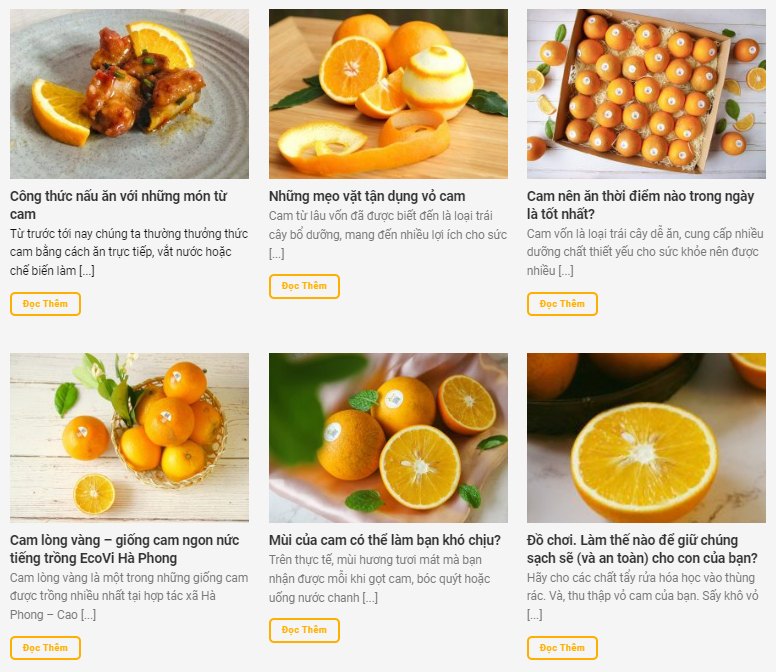 Công thức nấu ăn với những món từ
cam
Từ trước tới nay chúng ta thường thưởng thức
cam bằng cách ăn trực tiếp, vắt nước hoặc
chế biến làm [...]
Đọc Thêm
Những mẹo vặt tận dụng vỏ cam
Cam từ lâu vốn đã được biết đến là loại trái
cây bổ dưỡng, mang đến nhiều lợi ích cho sức
[...]
Đọc Thêm
Cam nên ăn thời điểm nào trong ngày
là tốt nhất?
Cam vốn là loại trái cây dễ ăn, cung cấp nhiều
dưỡng chất thiết yếu cho sức khỏe nên được
nhiều [...]
Đọc Thêm
Cam lòng vàng – giống cam ngon nức
tiếng trồng EcoVi Hà Phong
Cam lòng vàng là một trong những giống cam
được trồng nhiều nhất tại hợp tác xã Hà
Phong – Cao [...]
Đọc Thêm
Mùi của cam có thể làm bạn khó chịu?
Trên thực tế, mùi hương tươi mát mà bạn
nhận được mỗi khi gọt cam, bóc quýt hoặc
uống nước chanh [...]
Đọc Thêm
Đồ chơi. Làm thế nào để giữ chúng
sạch sẽ (và an toàn) cho con của bạn?
Hãy cho các chất tẩy rửa hóa học vào thùng
rác. Và, thu thập vỏ cam của bạn. Sấy khô vỏ
[...]
Đọc Thêm